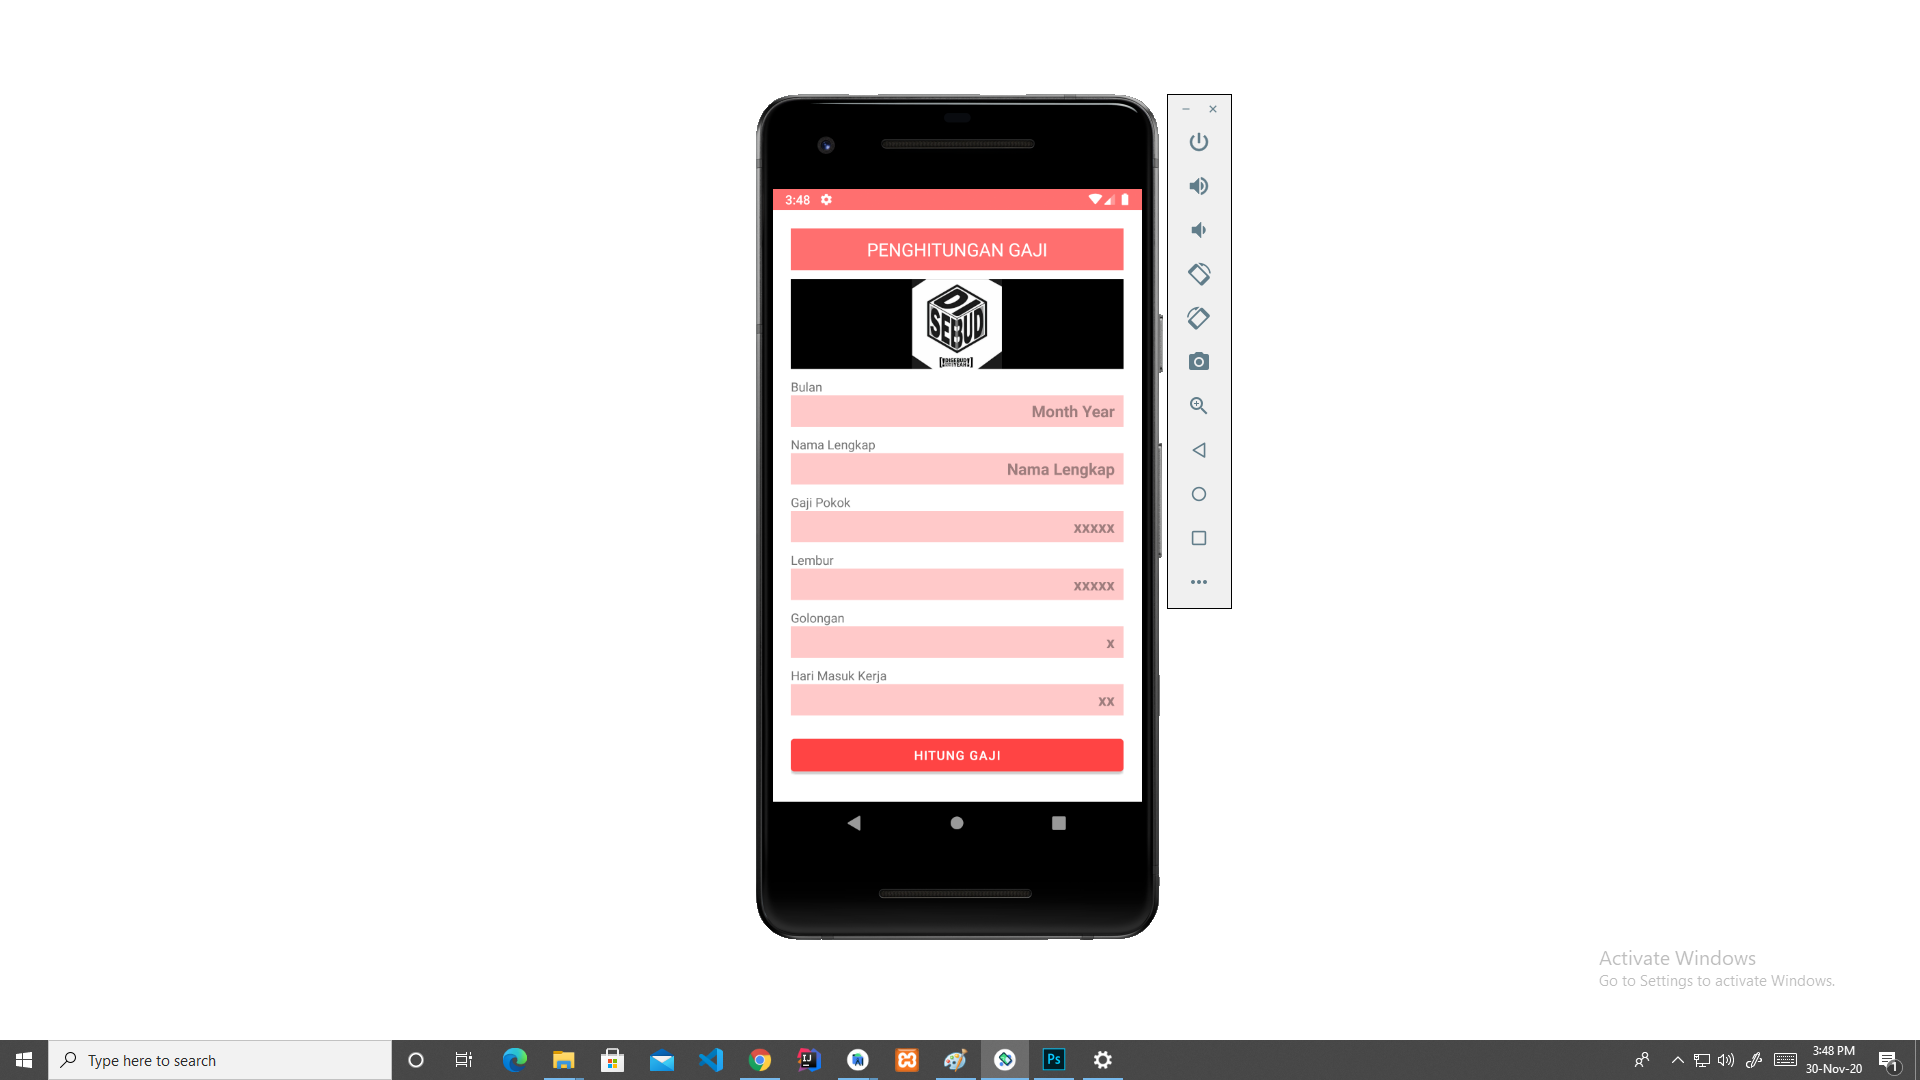 3:48
PENGHITUNGAN GAJI
DI
SEBUD
Bulan
Month Year
Nama Lengkap
Nama Lengkap
Gaji Pokok
xxxxx
Lembur
xxxxx
Golongan
x
Hari Masuk Kerja
xx
HITUNG GAJI
Activate Windows
Go to Settings to activate Windows.
Type here to search
Ps
3:48 PM
30-Nov-20
1